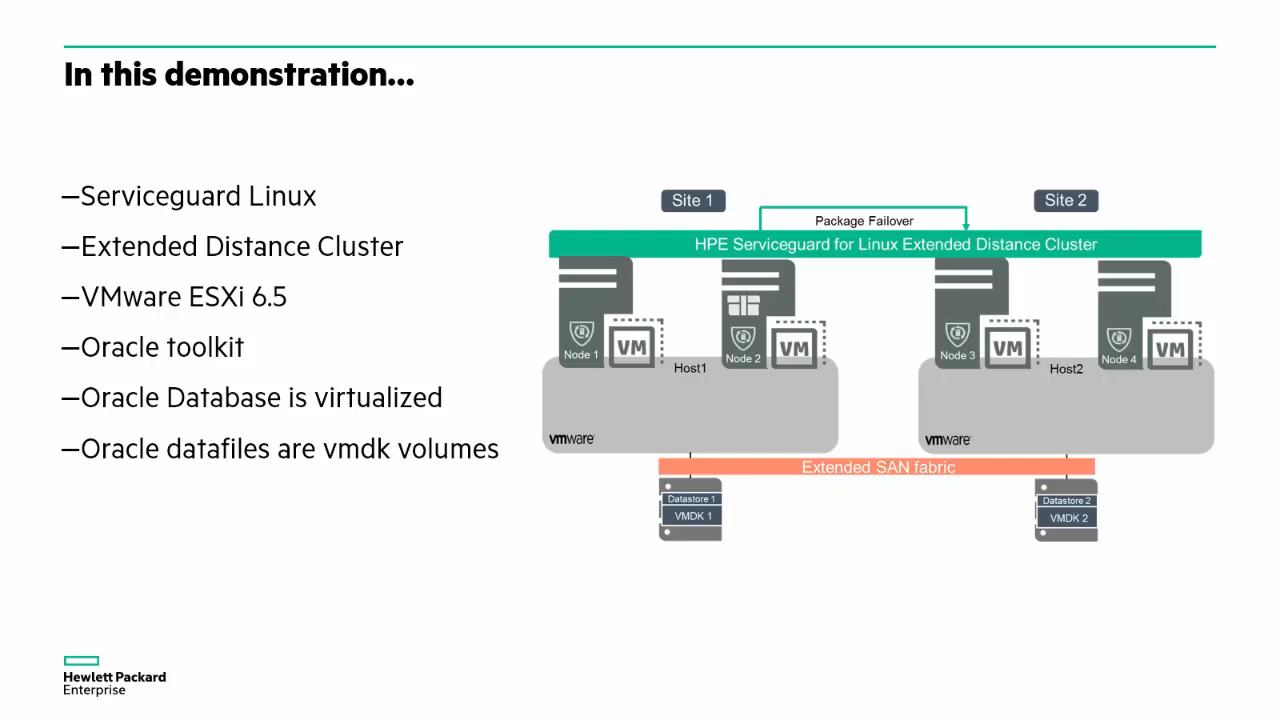 In this demonstration...
—Serviceguard Linux
—Extended Distance Cluster
—VMware ESXi 6.5
—Oracle toolkit
—Oracle Database is virtualized
—Oracle datafiles are vmdk volumes
Site 1
Site 2
Package Failover
HPE Serviceguard for Linux Extended Distance Cluster
Node 1
VM
Node 2
VM
Node 3
VM
Node 4
VM
Host1
Host2
vmware
vmware
Extended SAN fabric
Datastore 1
VMDK 1
Datastore 2
VMDK 2
Hewlett Packard
Enterprise